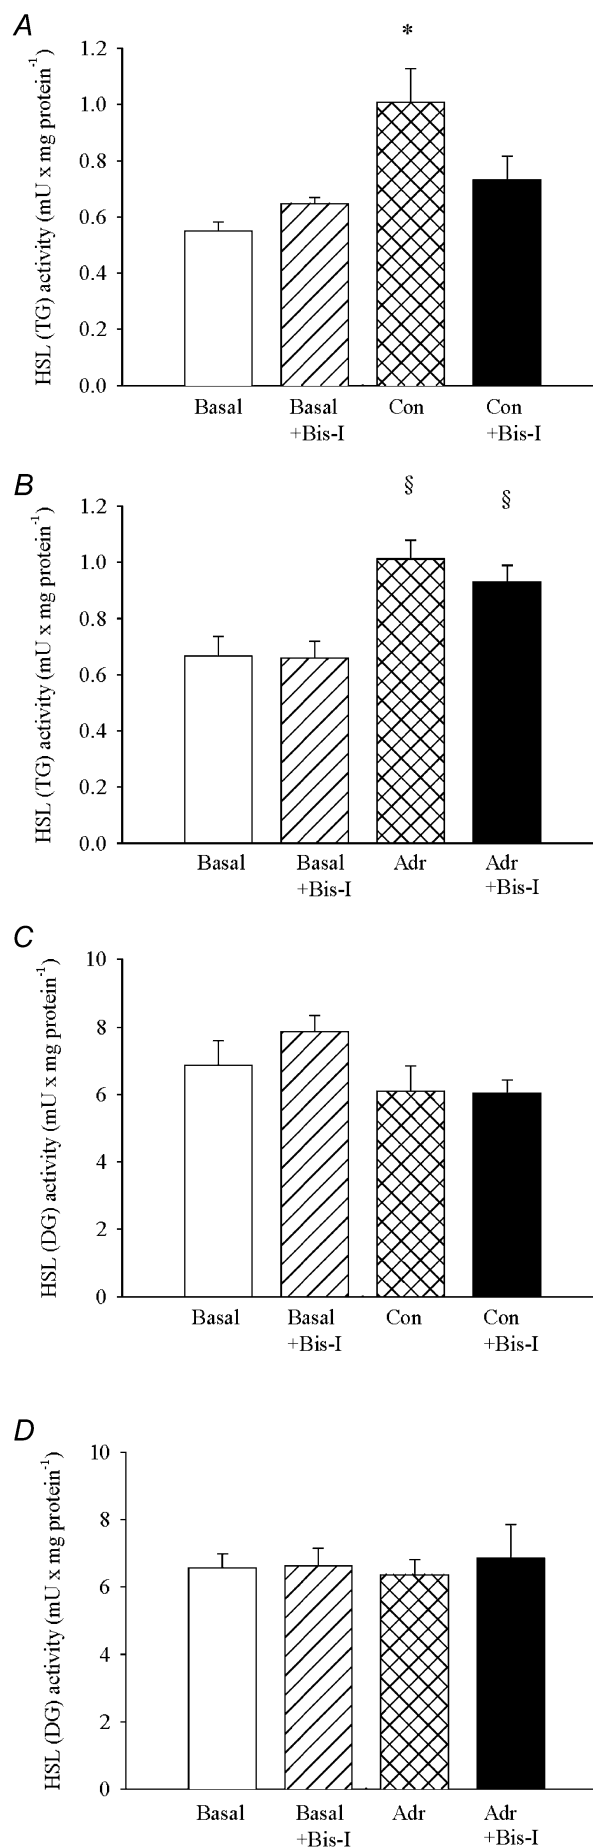 A
HSL (TG) activity (mU x mg protein⁻¹)
1.2
1.0
0.8
0.6
0.4
0.2
0.0
*
Basal Basal Con Con
+Bis-I +Bis-I
B
HSL (TG) activity (mU x mg protein⁻¹)
1.2
1.0
0.8
0.6
0.4
0.2
0.0
§ §
Basal Basal Adr Adr
+Bis-I +Bis-I
C
HSL (DG) activity (mU x mg protein⁻¹)
10
8
6
4
2
0
Basal Basal Con Con
+Bis-I +Bis-I
D
HSL (DG) activity (mU x mg protein⁻¹)
10
8
6
4
2
0
Basal Basal Adr Adr
+Bis-I +Bis-I